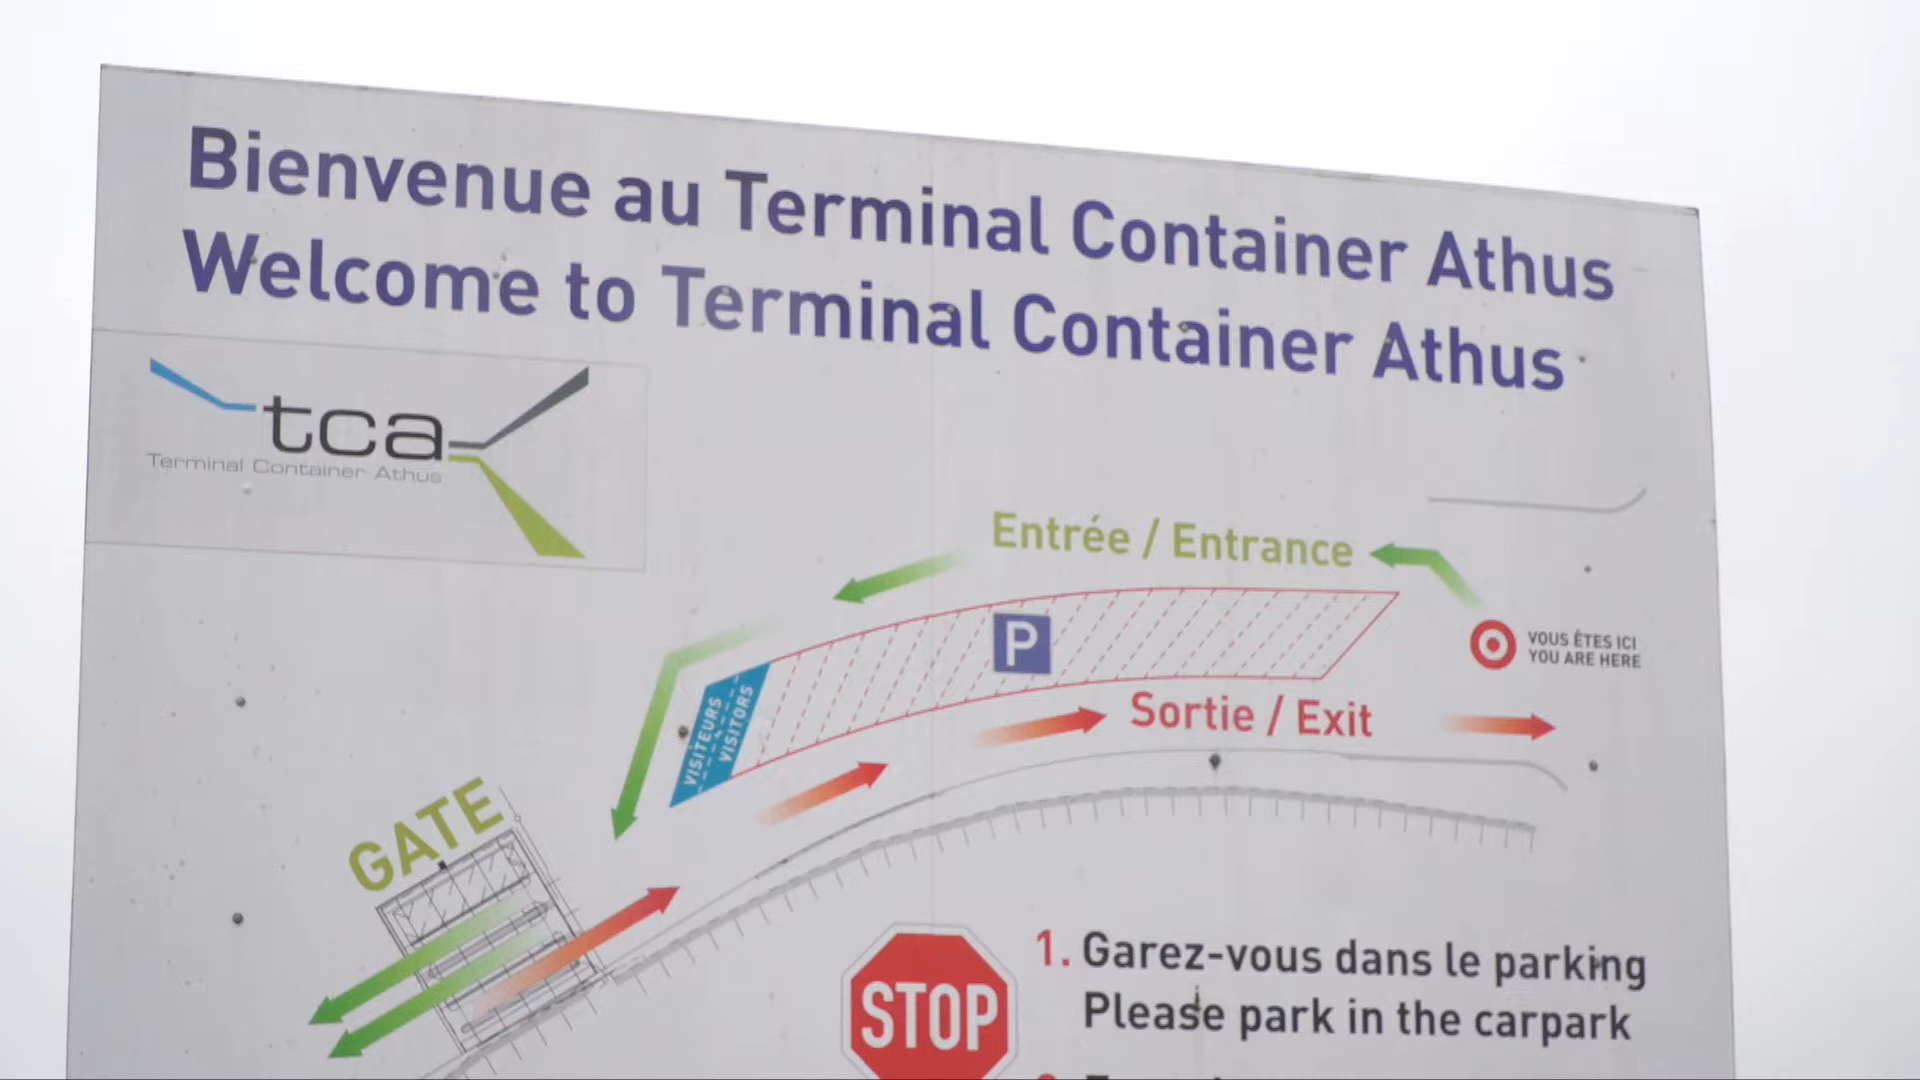 Bienvenue au Terminal Container Athus
Welcome to Terminal Container Athus
tca
Terminal Container Athus
Entrée / Entrance
P
VOUS ÊTES ICI
YOU ARE HERE
VISITEURS
VISITORS
Sortie / Exit
GATE
STOP
1. Garez-vous dans le parking
Please park in the carpark